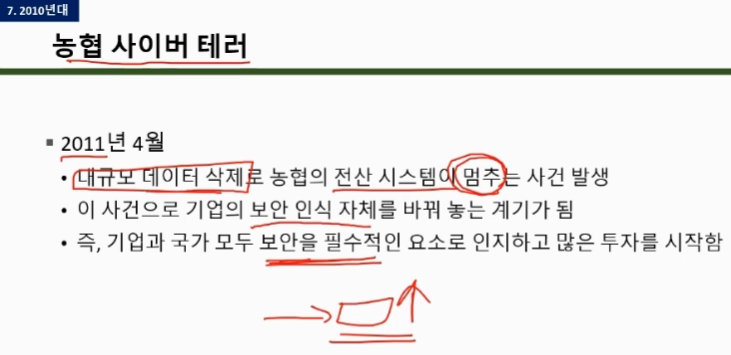 7. 2010년대
농협 사이버 테러
▪ 2011년 4월
• 대규모 데이터 삭제로 농협의 전산 시스템이 멈추는 사건 발생
• 이 사건으로 기업의 보안 인식 자체를 바꿔 놓는 계기가 됨
• 즉, 기업과 국가 모두 보안을 필수적인 요소로 인지하고 많은 투자를 시작함